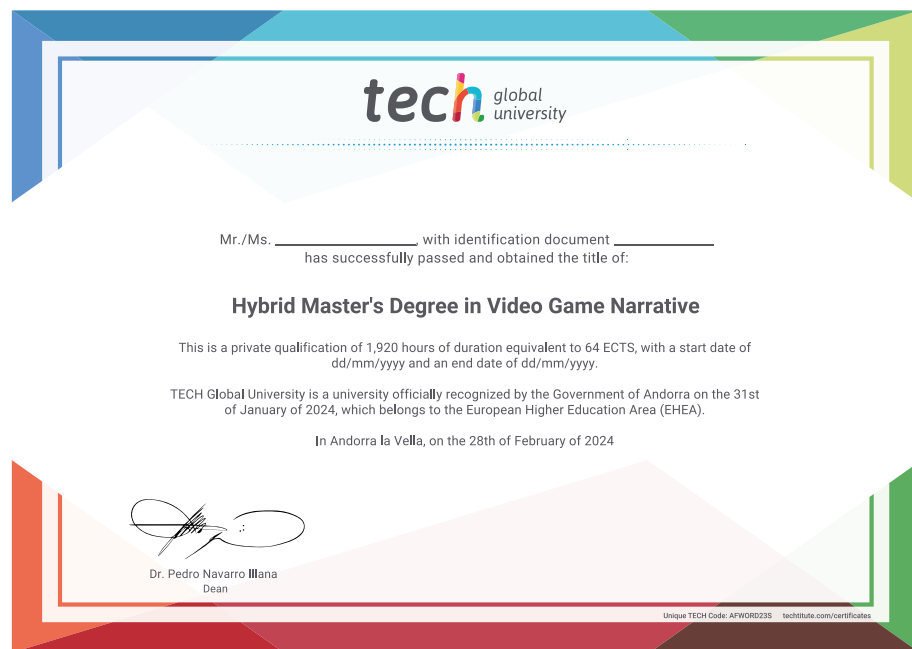 tech global
university
Mr./Ms. ____________________, with identification document ______________
has successfully passed and obtained the title of:
Hybrid Master's Degree in Video Game Narrative
This is a private qualification of 1,920 hours of duration equivalent to 64 ECTS, with a start date of
dd/mm/yyyy and an end date of dd/mm/yyyy.
TECH Global University is a university officially recognized by the Government of Andorra on the 31st
of January of 2024, which belongs to the European Higher Education Area (EHEA).
In Andorra la Vella, on the 28th of February of 2024
Dr. Pedro Navarro Illana
Dean
Unique TECH Code: AFWORD23S techtitute.com/certificates